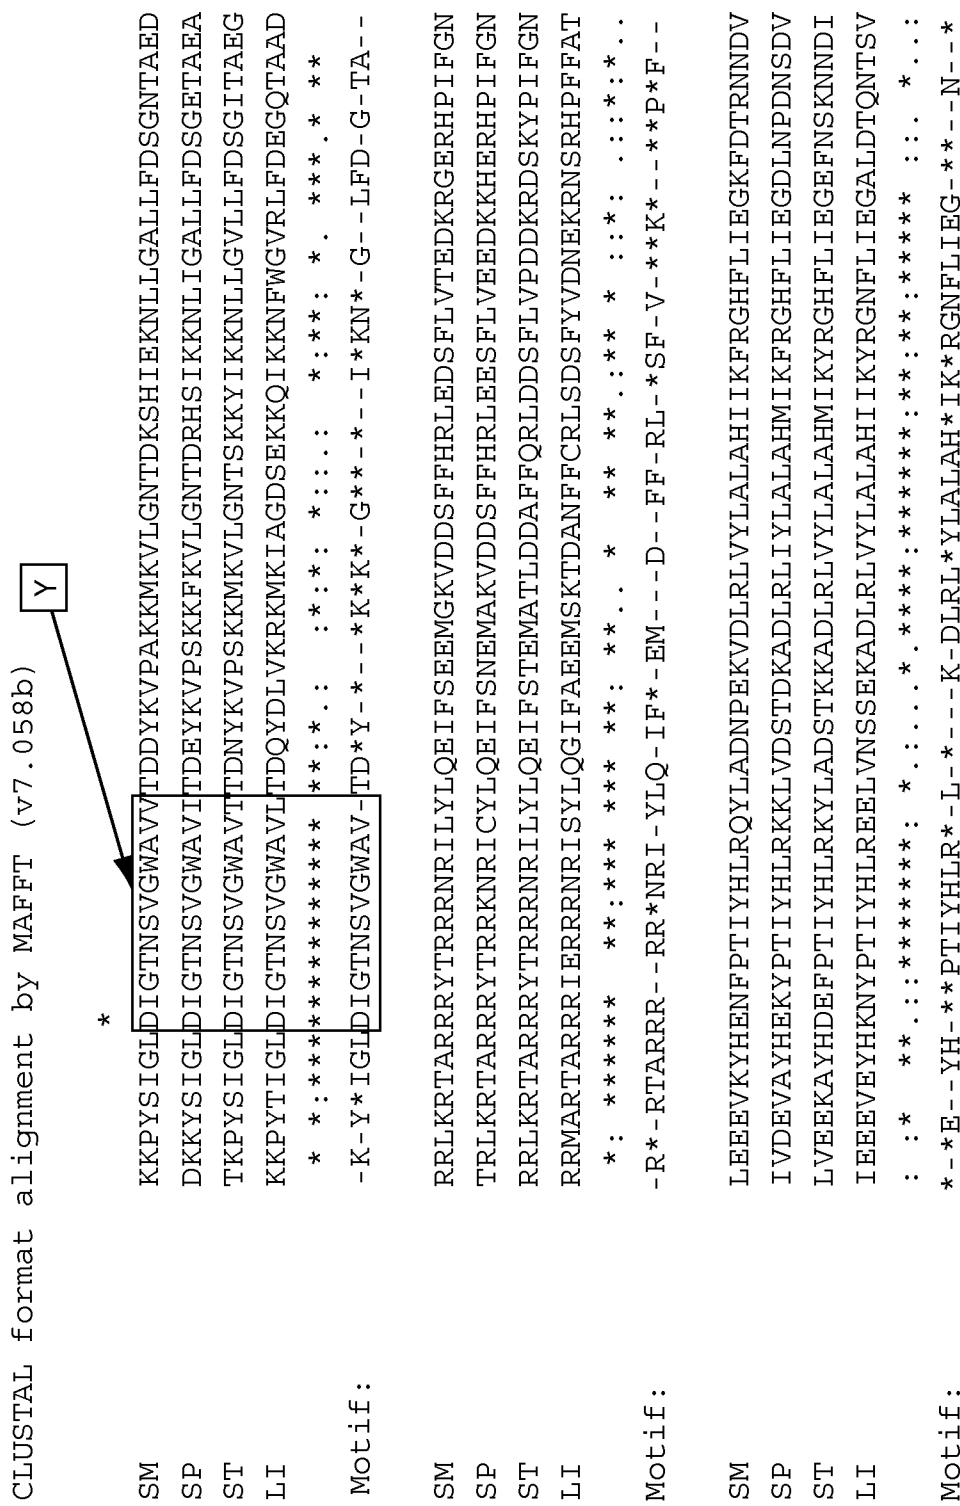 CLUSTAL format alignment by MAFFT (v7.058b)
Y
*
SM KKPYSIGLDIGTNSVGWAVVTDDYKVPAKKMKVLGNTDKSHIEKNLLGALLFDSGNTAED
SP DKKYSIGLDIGTNSVGWAVITDEYKVPSKKFKVLGNTDRHSIKKNLIGALLFDSGETAEA
ST TKPYSIGLDIGTNSVGWAVTTDNYKVPSKKMKVLGNTSKKYIKKNLLGVLLFDSGITAEG
LI KKPYTIGLDIGTNSVGWAVLTDQYDLVKRKMKIAGDSEKKQIKKNFWGVRLFDEGQTAAD
 * *:************** **:*..:   :*:*: *:::.:   *:**: *. ***.* ** 
Motif: -K-Y*IGLDIGTNSVGWAV-TD*Y-*---*K*K*-G**-*---I*KN*-G--LFD-G-TA--
SM RRLKRTARRRYTRRRNRILYLQEIFSEEMGKVDDSFFHRLEDSFLVTEDKRGERHPIFGN
SP TRLKRTARRRYTRRKNRICYLQEIFSNEMAKVDDSFFHRLEESFLVEEDKKHERHPIFGN
ST RRLKRTARRRYTRRRNRILYLQEIFSTEMATLDDAFFQRLDDSFLVPDDKRDSKYPIFGN
LI RRMARTARRRIERRRNRISYLQGIFAEEMSKTDANFFCRLSDSFYVDNEKRNSRHPFFAT
 *: ******  **:*** *** **: **.. *  ** **.:** *  ::*: .::*:*..
Motif: -R*-RTARRR--RR*NRI-YLQ-IF*-EM---D--FF-RL-*SF-V-**K*--**P*F--
SM LEEEVKYHENFPTIYHLRQYLADNPEKVDLRLVYLALAHIIKFRGHFLIEGKFDTRNNDV
SP IVDEVAYHEKYPTIYHLRKKLVDSTDKADLRLIYLALAHMIKFRGHFLIEGDLNPDNSDV
ST LVEEKAYHDEFPTIYHLRKYLADSTKKADLRLVYLALAHMIKYRGHFLIEGEFNSKNNDI
LI IEEEVEYHKNYPTIYHLREELVNSSEKADLRLVYLALAHIIKYRGNFLIEGALDTQNTSV
: :*  **.::*******: *.:....*.****:******:**:**:***** ::. *..:
Motif: *-*E--YH-**PTIYHLR*-L-*----K-DLRL*YLALAH*IK*RGNFLIEG-**--N--*